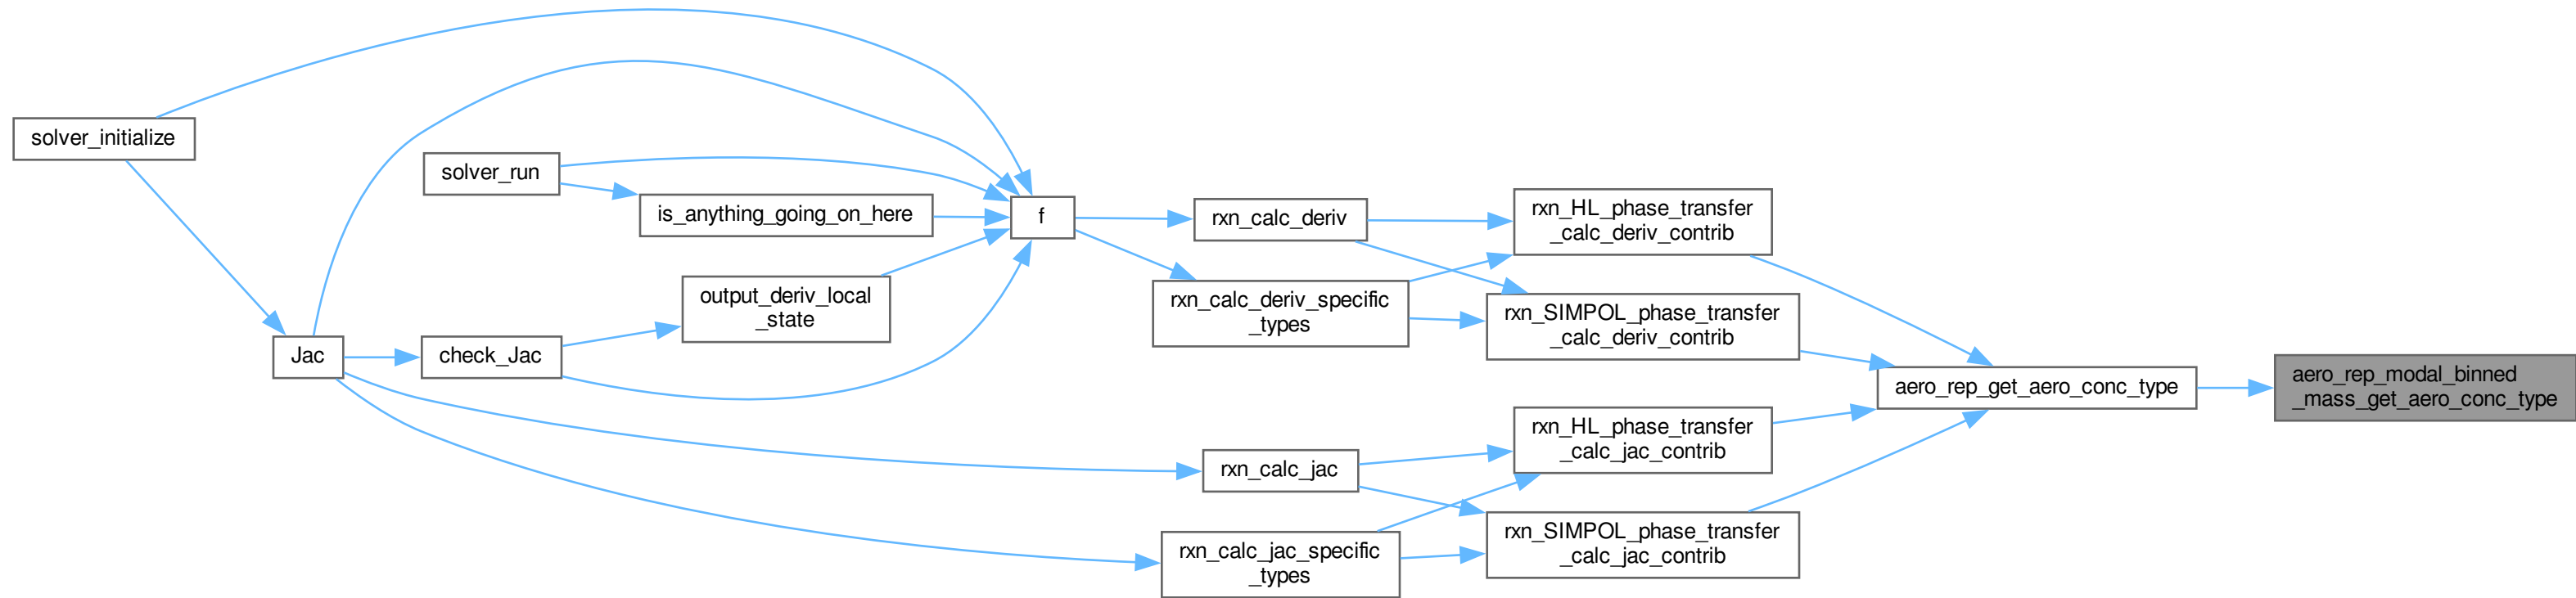 solver_initialize
solver_run
is_anything_going_on_here
f
rxn_calc_deriv
rxn_HL_phase_transfer
_calc_deriv_contrib
output_deriv_local
_state
rxn_calc_deriv_specific
_types
rxn_SIMPOL_phase_transfer
_calc_deriv_contrib
Jac
check_Jac
aero_rep_get_aero_conc_type
aero_rep_modal_binned
_mass_get_aero_conc_type
rxn_HL_phase_transfer
_calc_jac_contrib
rxn_calc_jac
rxn_SIMPOL_phase_transfer
_calc_jac_contrib
rxn_calc_jac_specific
_types